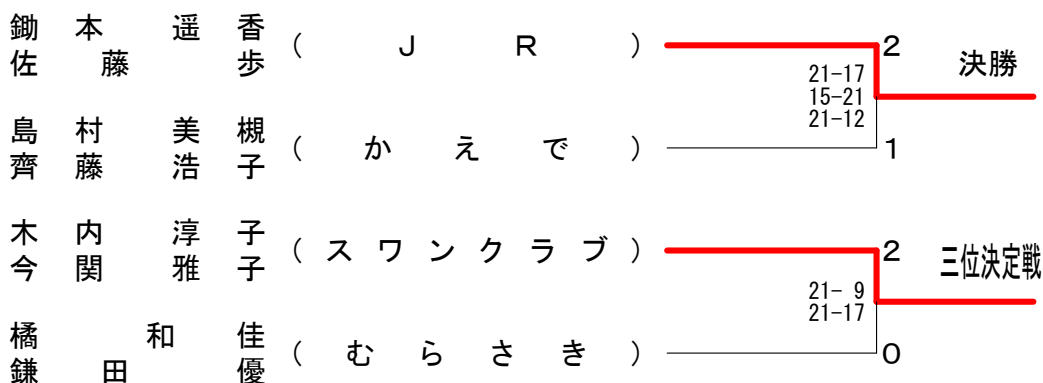 鋤本遥香
佐藤歩
(JR)
2
決勝
21-17
15-21
21-12
島村美槻
齊藤浩子
(かえで)
1
木内淳子
今関雅子
(スワンクラブ)
2
三位決定戦
21- 9
21-17
橘和佳
鎌田優
(むらさき)
0